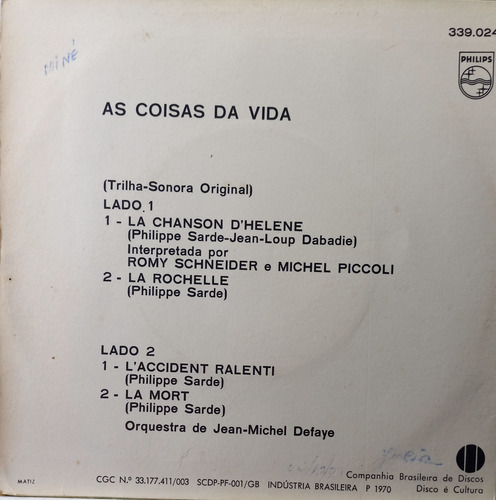 339.024
PHILIPS
AS COISAS DA VIDA
(Trilha-Sonora Original)
LADO 1
1 - LA CHANSON D'HELENE
(Philippe Sarde-Jean-Loup Dabadie)
Interpretada por
ROMY SCHNEIDER e MICHEL PICCOLI
2 - LA ROCHELLE
(Philippe Sarde)
LADO 2
1 - L'ACCIDENT RALENTI
(Philippe Sarde)
2 - LA MORT
(Philippe Sarde)
Orquestra de Jean-Michel Defaye
Companhia Brasileira de Discos
MATIZ CGC N.º 33.177.411/003 SCDP-PF-001/GB INDÚSTRIA BRASILEIRA P 1970 Disco é Cultura